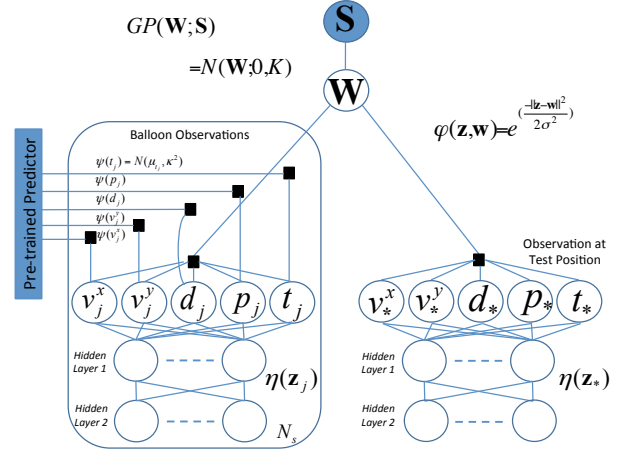 GP(W;S)
=N(W;0,K)
S
W
φ(z,w)=e^(-||z-w||²/2σ²)
Balloon Observations
Pre-trained Predictor
ψ(t_j) = N(μ_{t_j}, κ²)
ψ(p_j)
ψ(d_j)
ψ(v_j^y)
ψ(v_j^x)
Observation at
Test Position
v_j^x v_j^y d_j p_j t_j
v_*^x v_*^y d_* p_* t_*
Hidden
Layer 1
η(z_j)
Hidden
Layer 2
N_s
Hidden
Layer 1
η(z_*)
Hidden
Layer 2